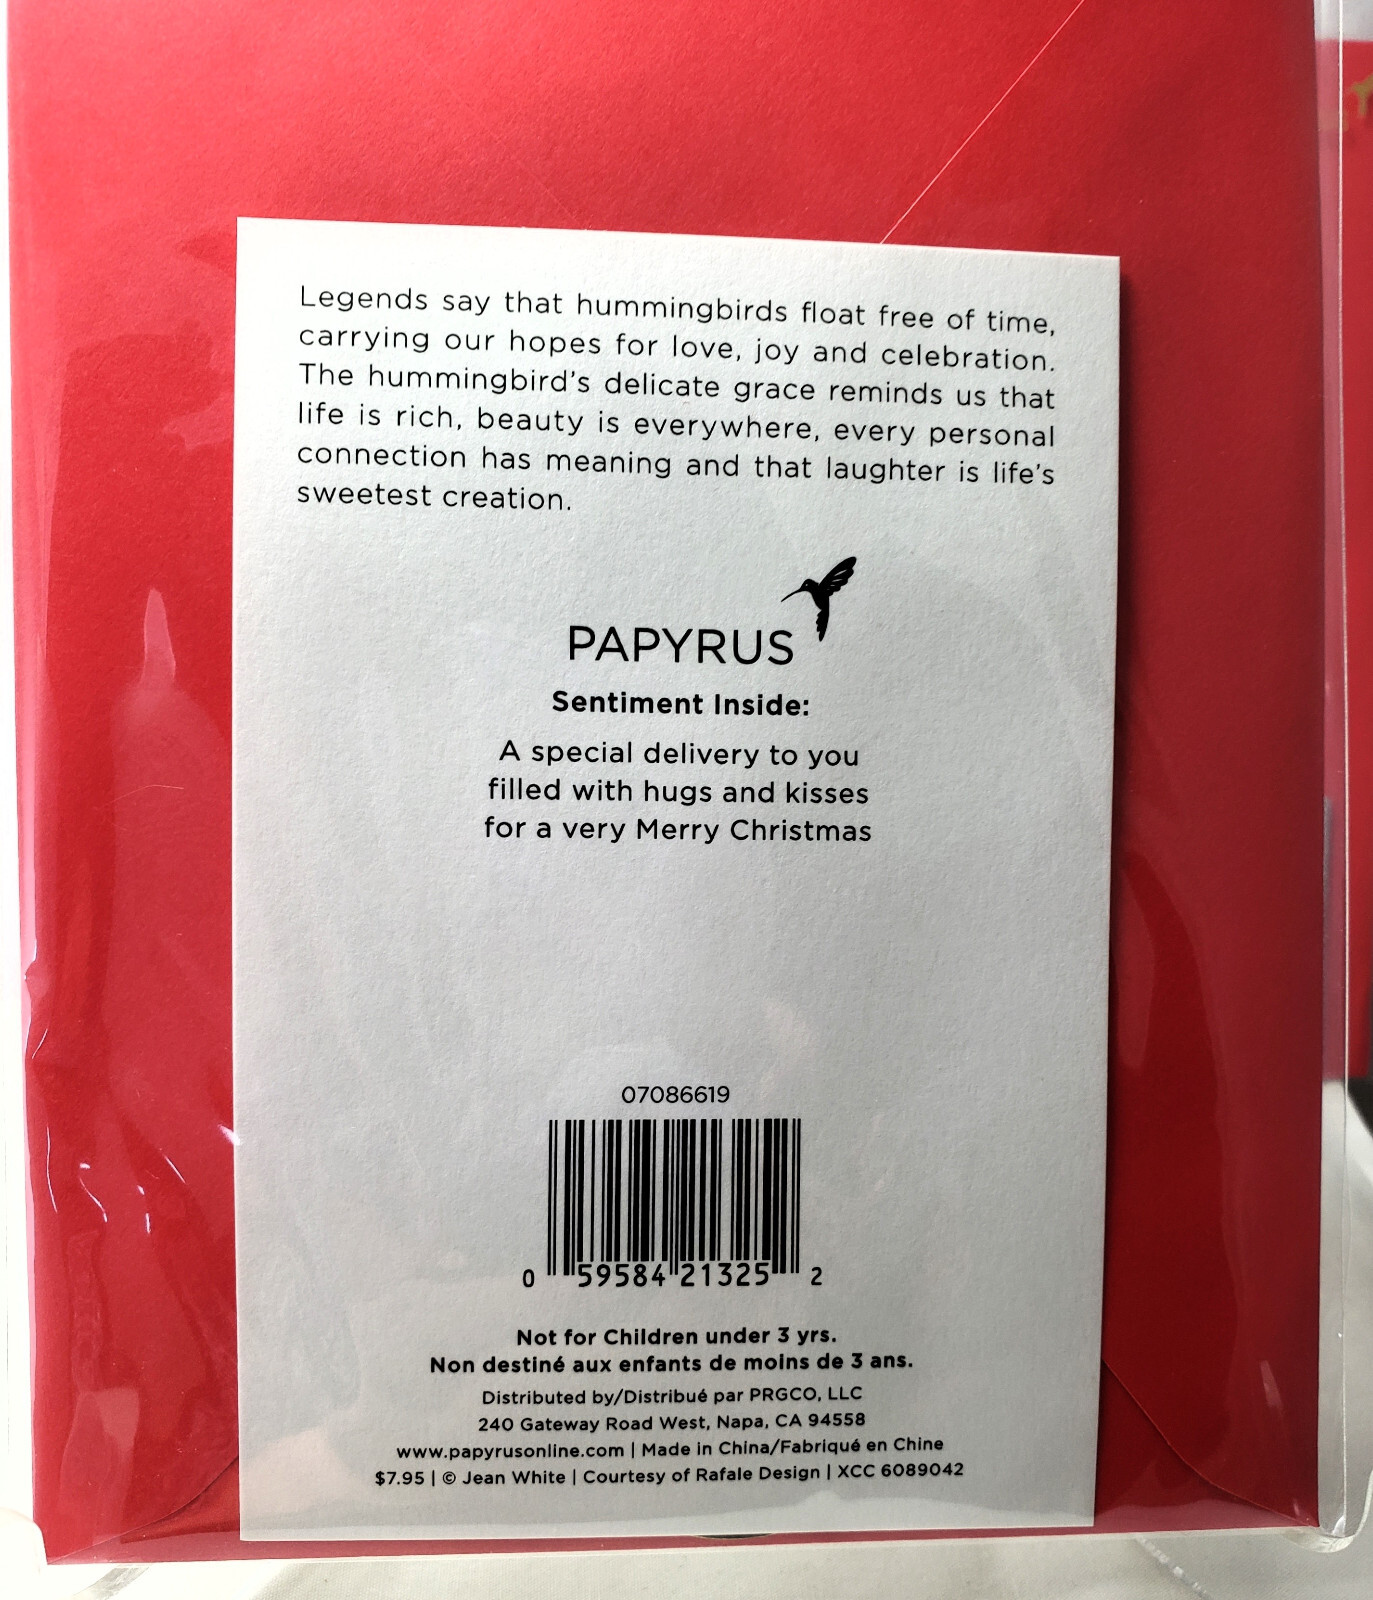 Legends say that hummingbirds float free of time,
carrying our hopes for love, joy and celebration.
The hummingbird's delicate grace reminds us that
life is rich, beauty is everywhere, every personal
connection has meaning and that laughter is life's
sweetest creation.
PAPYRUS
Sentiment Inside:
A special delivery to you
filled with hugs and kisses
for a very Merry Christmas
07086619
0 59584 21325 2
Not for Children under 3 yrs.
Non destiné aux enfants de moins de 3 ans.
Distributed by/Distribué par PRGCO, LLC
240 Gateway Road West, Napa, CA 94558
www.papyrusonline.com | Made in China/Fabriqué en Chine
$7.95 | © Jean White | Courtesy of Rafale Design | XCC 6089042